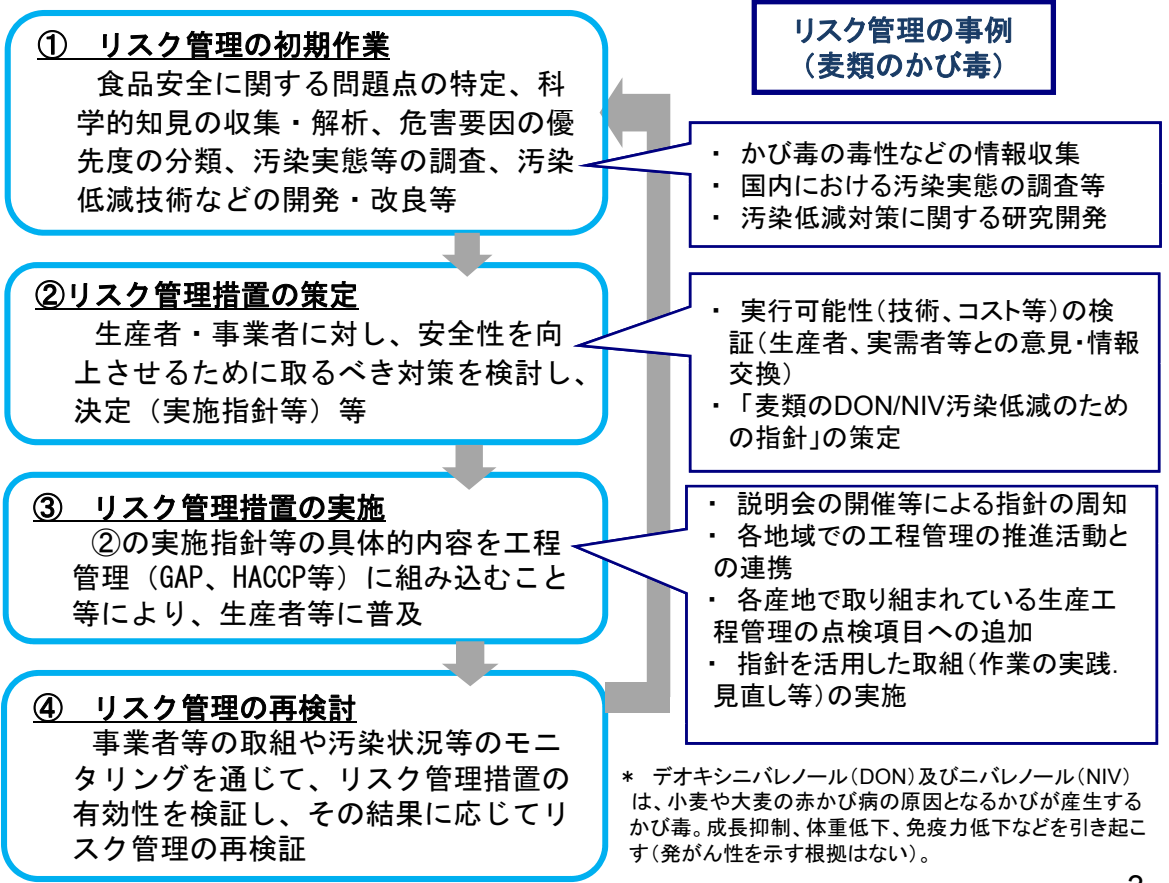 ① リスク管理の初期作業
食品安全に関する問題点の特定、科
学的知見の収集・解析、危害要因の優
先度の分類、汚染実態等の調査、汚染
低減技術などの開発・改良等
②リスク管理措置の策定
生産者・事業者に対し、安全性を向
上させるために取るべき対策を検討し、
決定（実施指針等）等
③ リスク管理措置の実施
②の実施指針等の具体的内容を工程
管理（GAP、HACCP等）に組み込むこと
等により、生産者等に普及
④ リスク管理の再検討
事業者等の取組や汚染状況等のモニ
タリングを通じて、リスク管理措置の
有効性を検証し、その結果に応じてリ
スク管理の再検証
リスク管理の事例
（麦類のかび毒）
・ かび毒の毒性などの情報収集
・ 国内における汚染実態の調査等
・ 汚染低減対策に関する研究開発
・ 実行可能性（技術、コスト等）の検
証（生産者、実需者等との意見・情報
交換）
・ 「麦類のDON/NIV汚染低減のため
の指針」の策定
・ 説明会の開催等による指針の周知
・ 各地域での工程管理の推進活動と
の連携
・ 各産地で取り組まれている生産工
程管理の点検項目への追加
・ 指針を活用した取組（作業の実践.
見直し等）の実施
* デオキシニバレノール（DON）及びニバレノール（NIV）
は、小麦や大麦の赤かび病の原因となるかびが産生する
かび毒。成長抑制、体重低下、免疫力低下などを引き起こ
す（発がん性を示す根拠はない）。